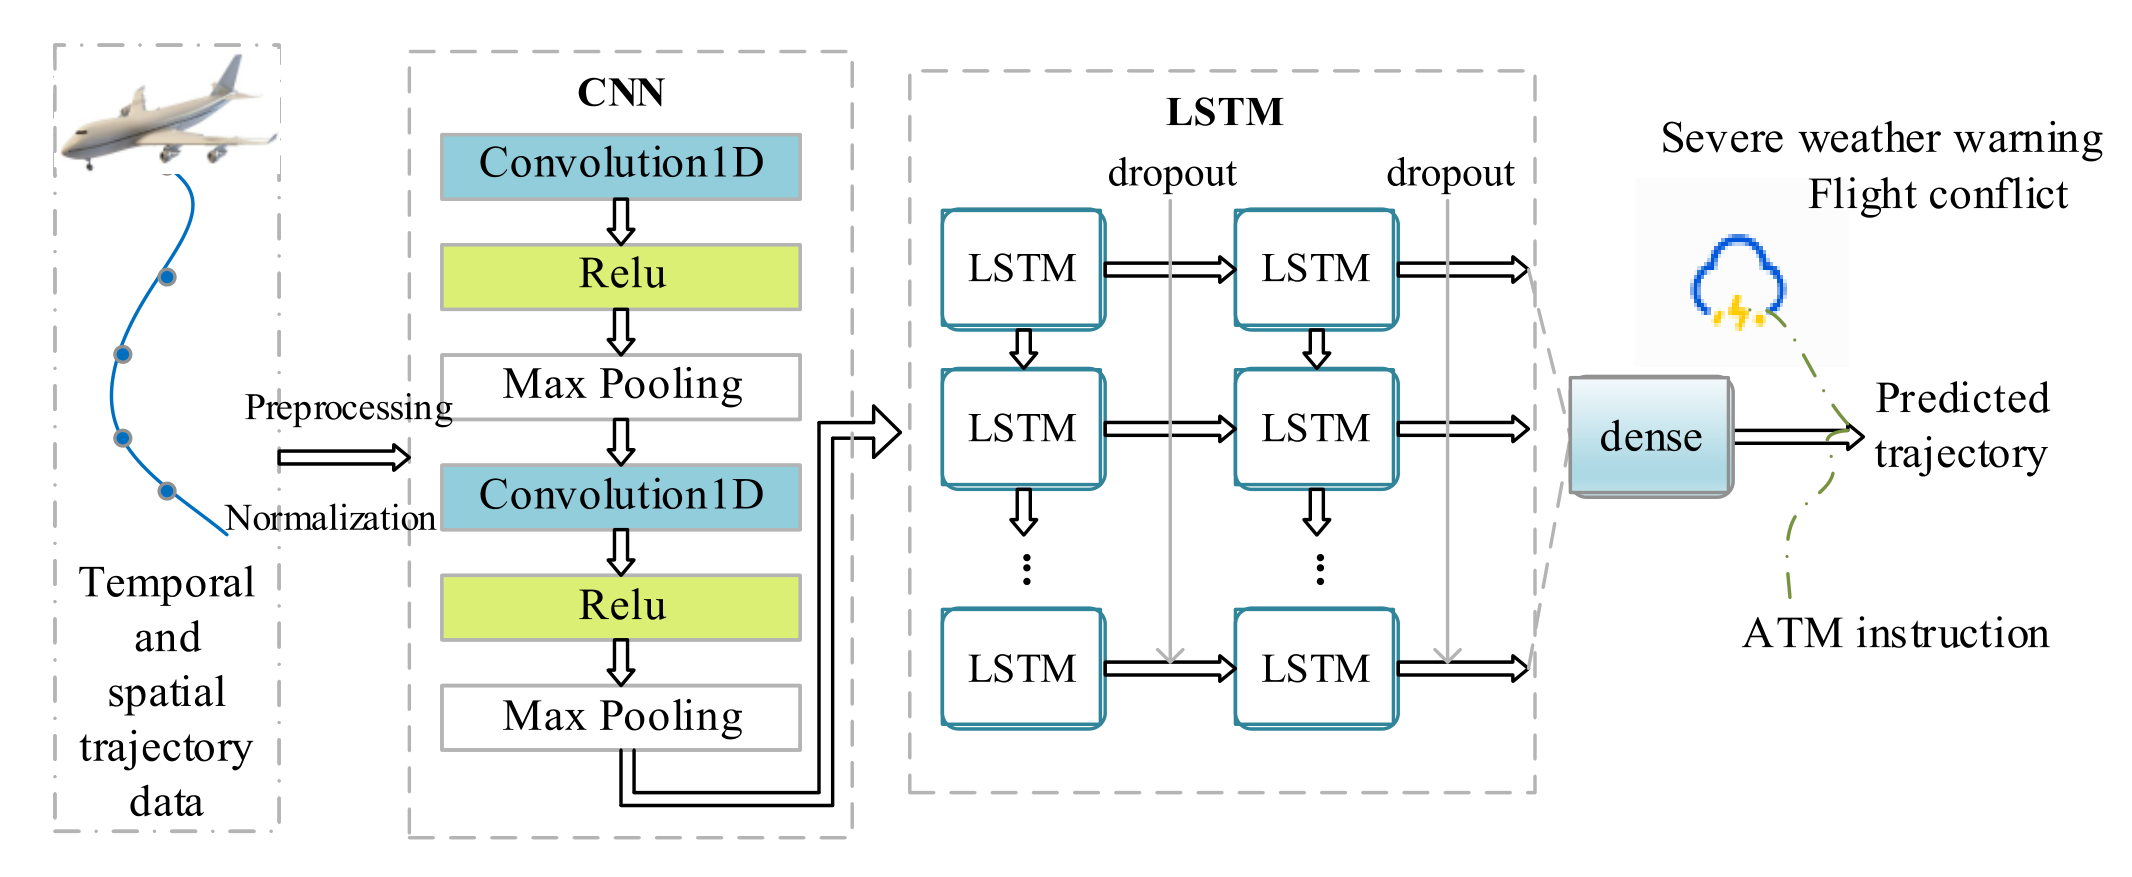 Temporal
and
spatial
trajectory
data
Preprocessing
Normalization
CNN
Convolution1D
Relu
Max Pooling
Convolution1D
Relu
Max Pooling
LSTM
dropout
dropout
LSTM
LSTM
LSTM
LSTM
LSTM
LSTM
dense
Severe weather warning
Flight conflict
Predicted
trajectory
ATM instruction